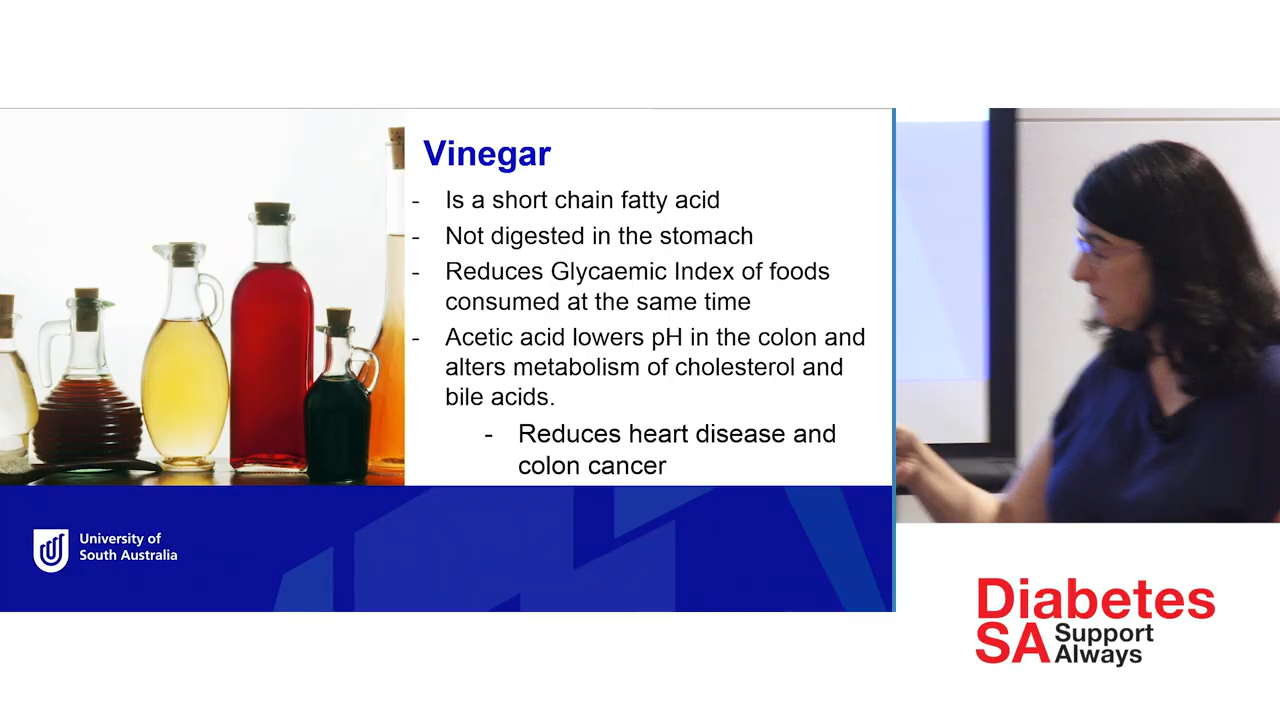 Vinegar
- Is a short chain fatty acid
- Not digested in the stomach
- Reduces Glycaemic Index of foods
consumed at the same time
- Acetic acid lowers pH in the colon and
alters metabolism of cholesterol and
bile acids.
- Reduces heart disease and
colon cancer
University of
South Australia
Diabetes
SA Support
Always